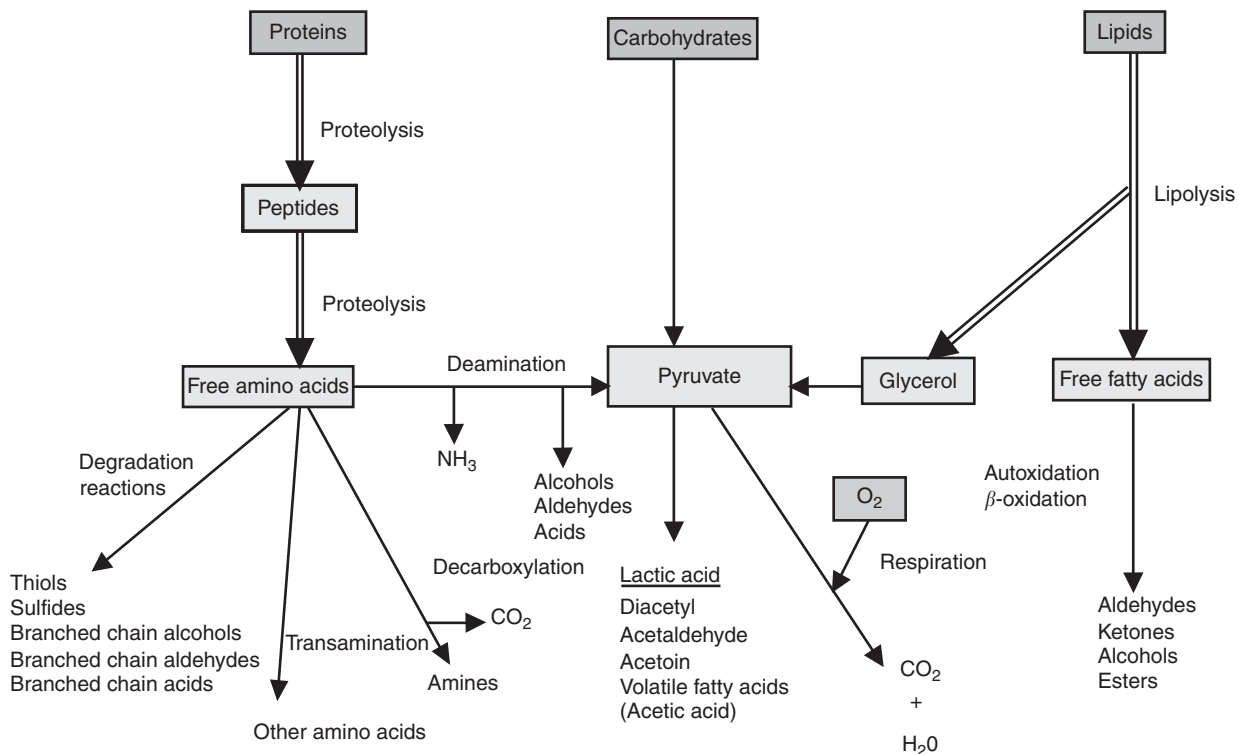 Proteins
Carbohydrates
Lipids
Proteolysis
Peptides
Lipolysis
Proteolysis
Free amino acids
Deamination
Pyruvate
Glycerol
Free fatty acids
NH₃
Alcohols
Aldehydes
Acids
Degradation
reactions
O₂
Autoxidation
β-oxidation
Respiration
Decarboxylation
CO₂
Thiols
Sulfides
Branched chain alcohols
Branched chain aldehydes
Branched chain acids
Transamination
Amines
Other amino acids
Lactic acid
Diacetyl
Acetaldehyde
Acetoin
Volatile fatty acids
(Acetic acid)
CO₂
+
H₂0
Aldehydes
Ketones
Alcohols
Esters